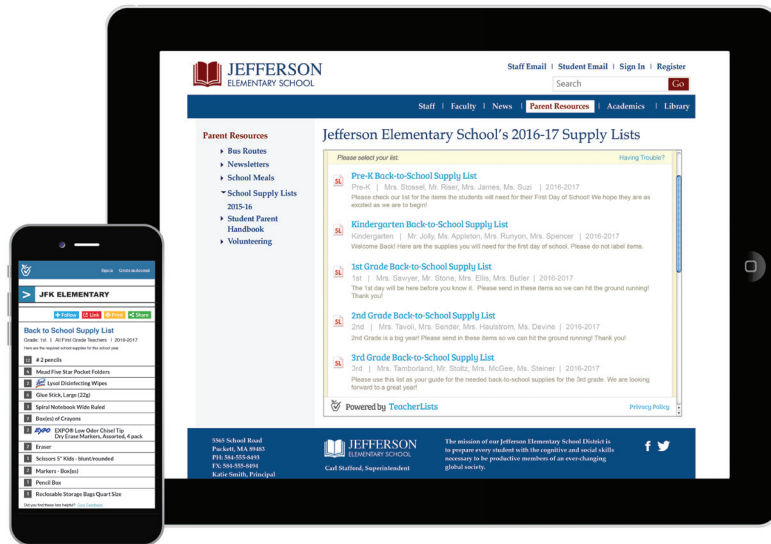 JEFFERSON
ELEMENTARY SCHOOL
Staff Email | Student Email | Sign In | Register
Search
Go
Staff | Faculty | News | Parent Resources | Academics | Library
Parent Resources
Bus Routes
Newsletters
School Meals
School Supply Lists
2015-16
Student Parent
Handbook
Volunteering
Jefferson Elementary School's 2016-17 Supply Lists
Please select your list.
Having Trouble?
SL
Pre-K Back-to-School Supply List
Pre-K | Mrs. Stossel, Mr. Riser, Mrs. James, Ms. Suzi | 2016-2017
Please check our list for the items the students will need for their First Day of School! We hope they are as
excited as we are to begin!
SL
Kindergarten Back-to-School Supply List
Kindergarten | Mr. Jolly, Ms. Appleton, Mrs. Runyon, Mrs. Spencer | 2016-2017
Welcome Back! Here are the supplies you will need for the first day of school. Please do not label items.
SL
1st Grade Back-to-School Supply List
1st | Mrs. Sawyer, Mr. Stone, Mrs. Ellis, Mrs. Butler | 2016-2017
The 1st day will be here before you know it. Please send in these items so we can hit the ground running!
Thank you!
SL
2nd Grade Back-to-School Supply List
2nd | Mrs. Tavoli, Mrs. Sender, Mrs. Haulstrom, Ms. Devine | 2016-2017
2nd Grade is a big year! Please send in these items so we can hit the ground running! Thank you!
SL
3rd Grade Back-to-School Supply List
3rd | Mrs. Tamborland, Mr. Stoltz, Mrs. McGee, Ms. Steiner | 2016-2017
Please use this list as your guide for the needed back-to-school supplies for the 3rd grade. We are looking
forward to a great year!
Powered by TeacherLists
Privacy Policy
5565 School Road
Puckett, MA 89403
PH: 584-555-8493
FX: 584-555-8494
Katie Smith, Principal
JEFFERSON
ELEMENTARY SCHOOL
Carl Stafford, Superintendent
The mission of our Jefferson Elementary School District is
to prepare every student with the cognitive and social skills
necessary to be productive members of an ever-changing
global society.
Sign In
Create an Account
JFK ELEMENTARY
Follow
Link
Print
Share
Back to School Supply List
Grade: 1st | All First Grade Teachers | 2016-2017
Here are the required school supplies for this school year.
# 2 pencils
Mead Five Star Pocket Folders
Lysol Disinfecting Wipes
Glue Stick, Large (22g)
Spiral Notebook Wide Ruled
Box(es) of Crayons
EXPO EXPO® Low Odor Chisel Tip
Dry Erase Markers, Assorted, 4 pack
Eraser
Scissors 5" Kids - blunt/rounded
Markers - Box(es)
Pencil Box
Reclosable Storage Bags Quart Size
Did you find these lists helpful? Give Feedback